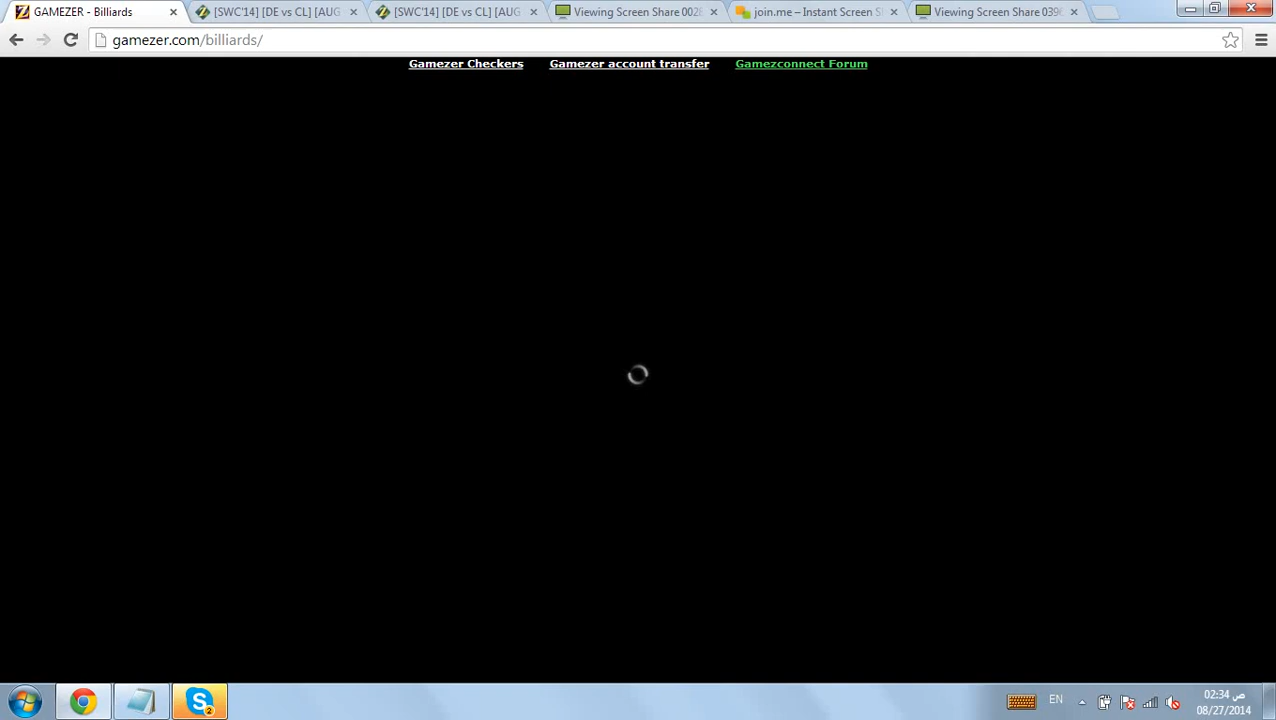 GAMEZER - Billiards
[SWC'14] [DE vs CL] [AUG
[SWC'14] [DE vs CL] [AUG
Viewing Screen Share 002
join.me – Instant Screen S
Viewing Screen Share 039
gamezer.com/billiards/
Gamezer Checkers
Gamezer account transfer
Gamezconnect Forum
2
EN
02:34 ص
08/27/2014